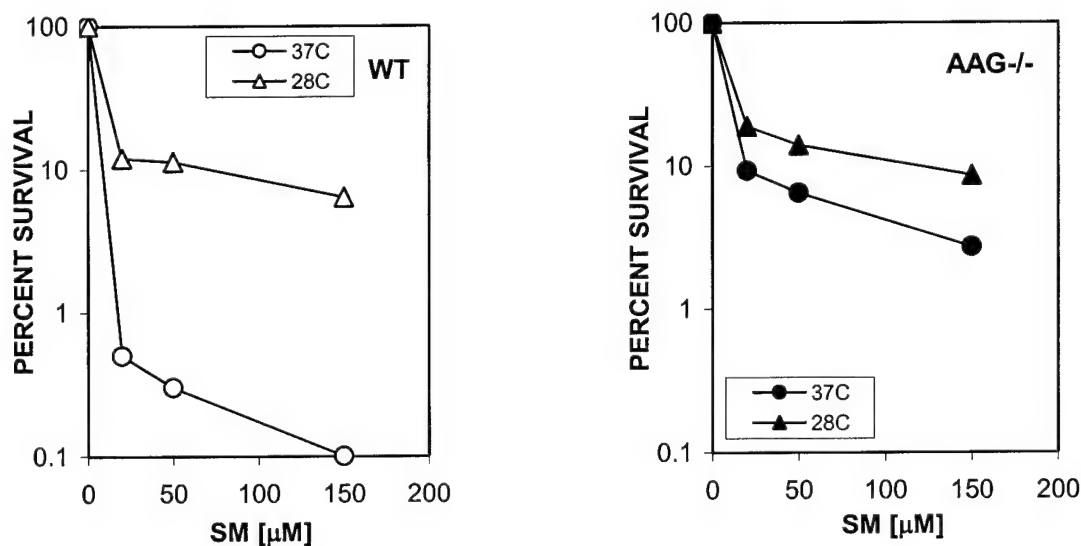 100
10
1
0.1
PERCENT SURVIVAL
37C
28C
WT
0 50 100 150 200
SM [μM]
100
10
1
0.1
PERCENT SURVIVAL
AAG-/-
37C
28C
0 50 100 150 200
SM [μM]